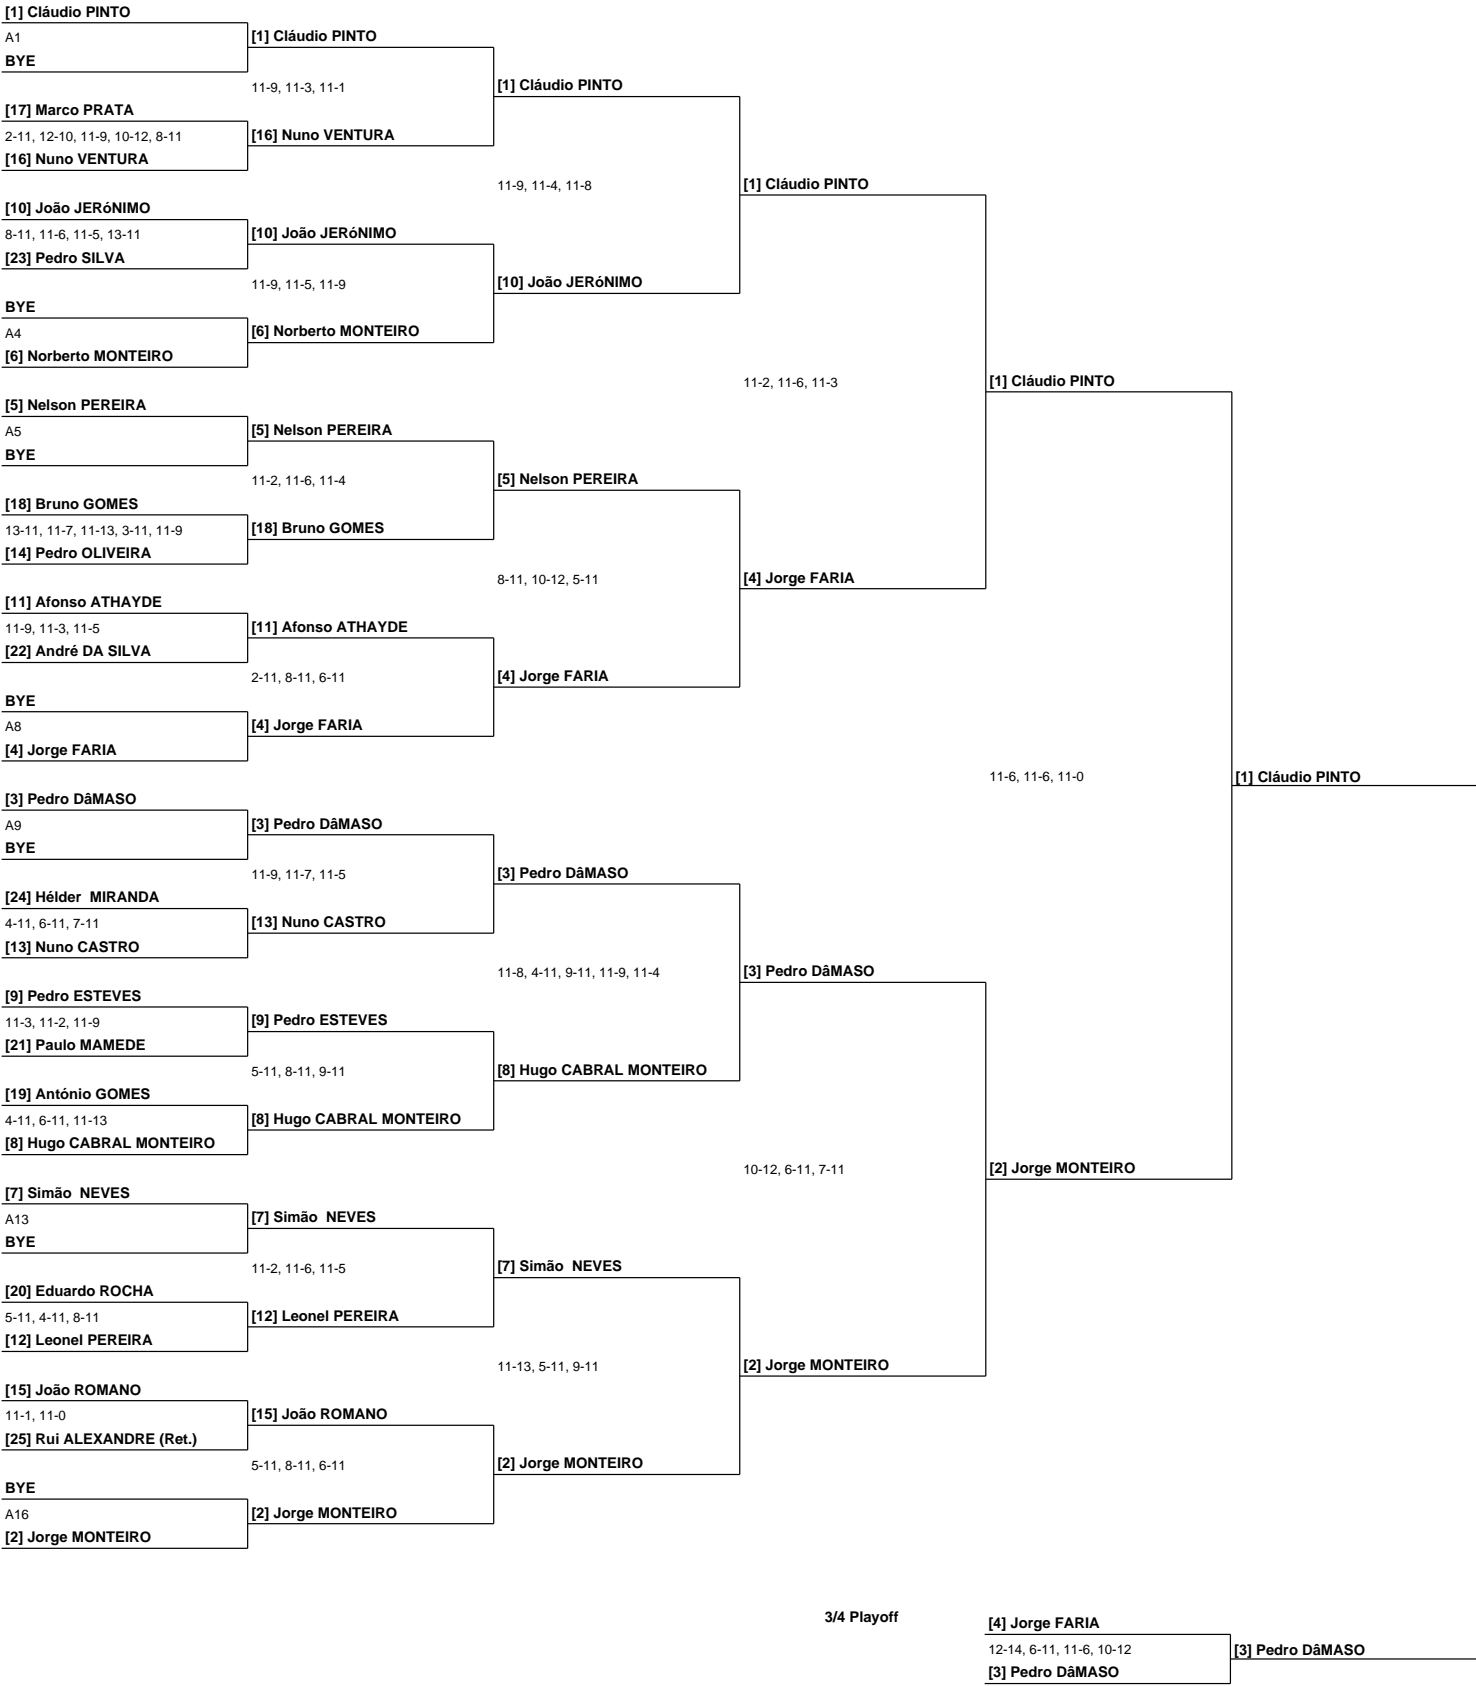 [1] Cláudio PINTO
A1
BYE
[17] Marco PRATA
2-11, 12-10, 11-9, 10-12, 8-11
[16] Nuno VENTURA
[10] João JERóNIMO
8-11, 11-6, 11-5, 13-11
[23] Pedro SILVA
BYE
A4
[6] Norberto MONTEIRO
[5] Nelson PEREIRA
A5
BYE
[18] Bruno GOMES
13-11, 11-7, 11-13, 3-11, 11-9
[14] Pedro OLIVEIRA
[11] Afonso ATHAYDE
11-9, 11-3, 11-5
[22] André DA SILVA
BYE
A8
[4] Jorge FARIA
[3] Pedro DâMASO
A9
BYE
[24] Hélder  MIRANDA
4-11, 6-11, 7-11
[13] Nuno CASTRO
[9] Pedro ESTEVES
11-3, 11-2, 11-9
[21] Paulo MAMEDE
[19] António GOMES
4-11, 6-11, 11-13
[8] Hugo CABRAL MONTEIRO
[7] Simão  NEVES
A13
BYE
[20] Eduardo ROCHA
5-11, 4-11, 8-11
[12] Leonel PEREIRA
[15] João ROMANO
11-1, 11-0
[25] Rui ALEXANDRE (Ret.)
BYE
A16
[2] Jorge MONTEIRO
[1] Cláudio PINTO
11-9, 11-3, 11-1
[16] Nuno VENTURA
[10] João JERóNIMO
11-9, 11-5, 11-9
[6] Norberto MONTEIRO
[5] Nelson PEREIRA
11-2, 11-6, 11-4
[18] Bruno GOMES
[11] Afonso ATHAYDE
2-11, 8-11, 6-11
[4] Jorge FARIA
[3] Pedro DâMASO
11-9, 11-7, 11-5
[13] Nuno CASTRO
[9] Pedro ESTEVES
5-11, 8-11, 9-11
[8] Hugo CABRAL MONTEIRO
[7] Simão  NEVES
11-2, 11-6, 11-5
[12] Leonel PEREIRA
[15] João ROMANO
5-11, 8-11, 6-11
[2] Jorge MONTEIRO
[1] Cláudio PINTO
11-9, 11-4, 11-8
[10] João JERóNIMO
[5] Nelson PEREIRA
8-11, 10-12, 5-11
[4] Jorge FARIA
[3] Pedro DâMASO
11-8, 4-11, 9-11, 11-9, 11-4
[8] Hugo CABRAL MONTEIRO
[7] Simão  NEVES
11-13, 5-11, 9-11
[2] Jorge MONTEIRO
[1] Cláudio PINTO
11-2, 11-6, 11-3
[4] Jorge FARIA
[3] Pedro DâMASO
10-12, 6-11, 7-11
[2] Jorge MONTEIRO
[1] Cláudio PINTO
11-6, 11-6, 11-0
[2] Jorge MONTEIRO
[1] Cláudio PINTO
3/4 Playoff
[4] Jorge FARIA
12-14, 6-11, 11-6, 10-12
[3] Pedro DâMASO
[3] Pedro DâMASO